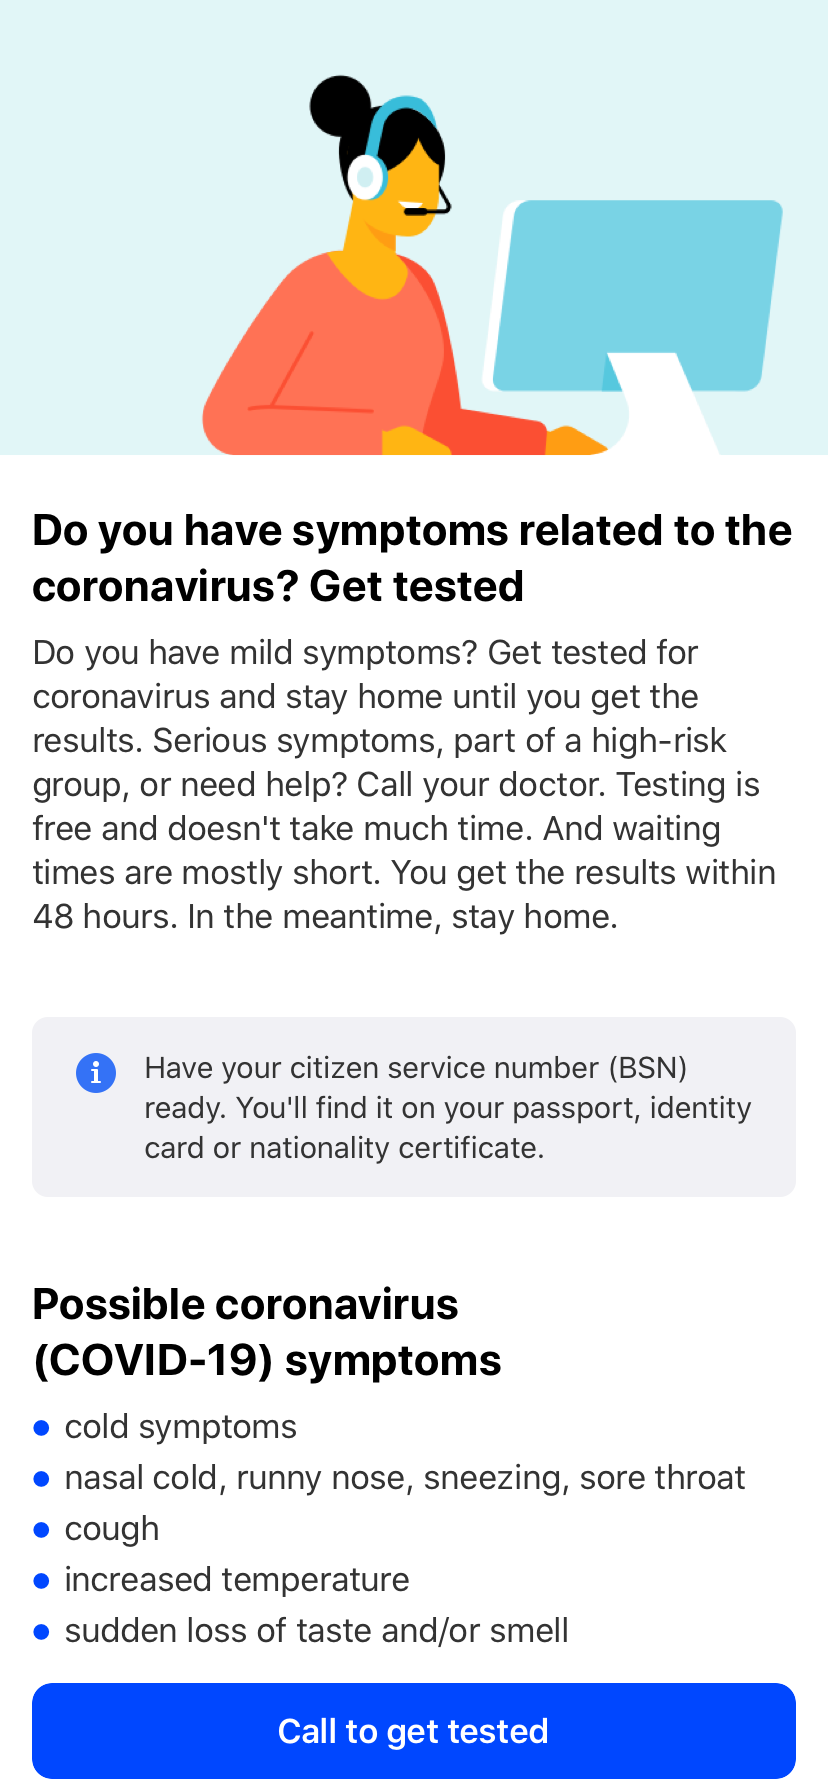 Do you have symptoms related to the
coronavirus? Get tested
Do you have mild symptoms? Get tested for
coronavirus and stay home until you get the
results. Serious symptoms, part of a high-risk
group, or need help? Call your doctor. Testing is
free and doesn't take much time. And waiting
times are mostly short. You get the results within
48 hours. In the meantime, stay home.
Have your citizen service number (BSN)
ready. You'll find it on your passport, identity
card or nationality certificate.
Possible coronavirus
(COVID-19) symptoms
cold symptoms
nasal cold, runny nose, sneezing, sore throat
cough
increased temperature
sudden loss of taste and/or smell
Call to get tested